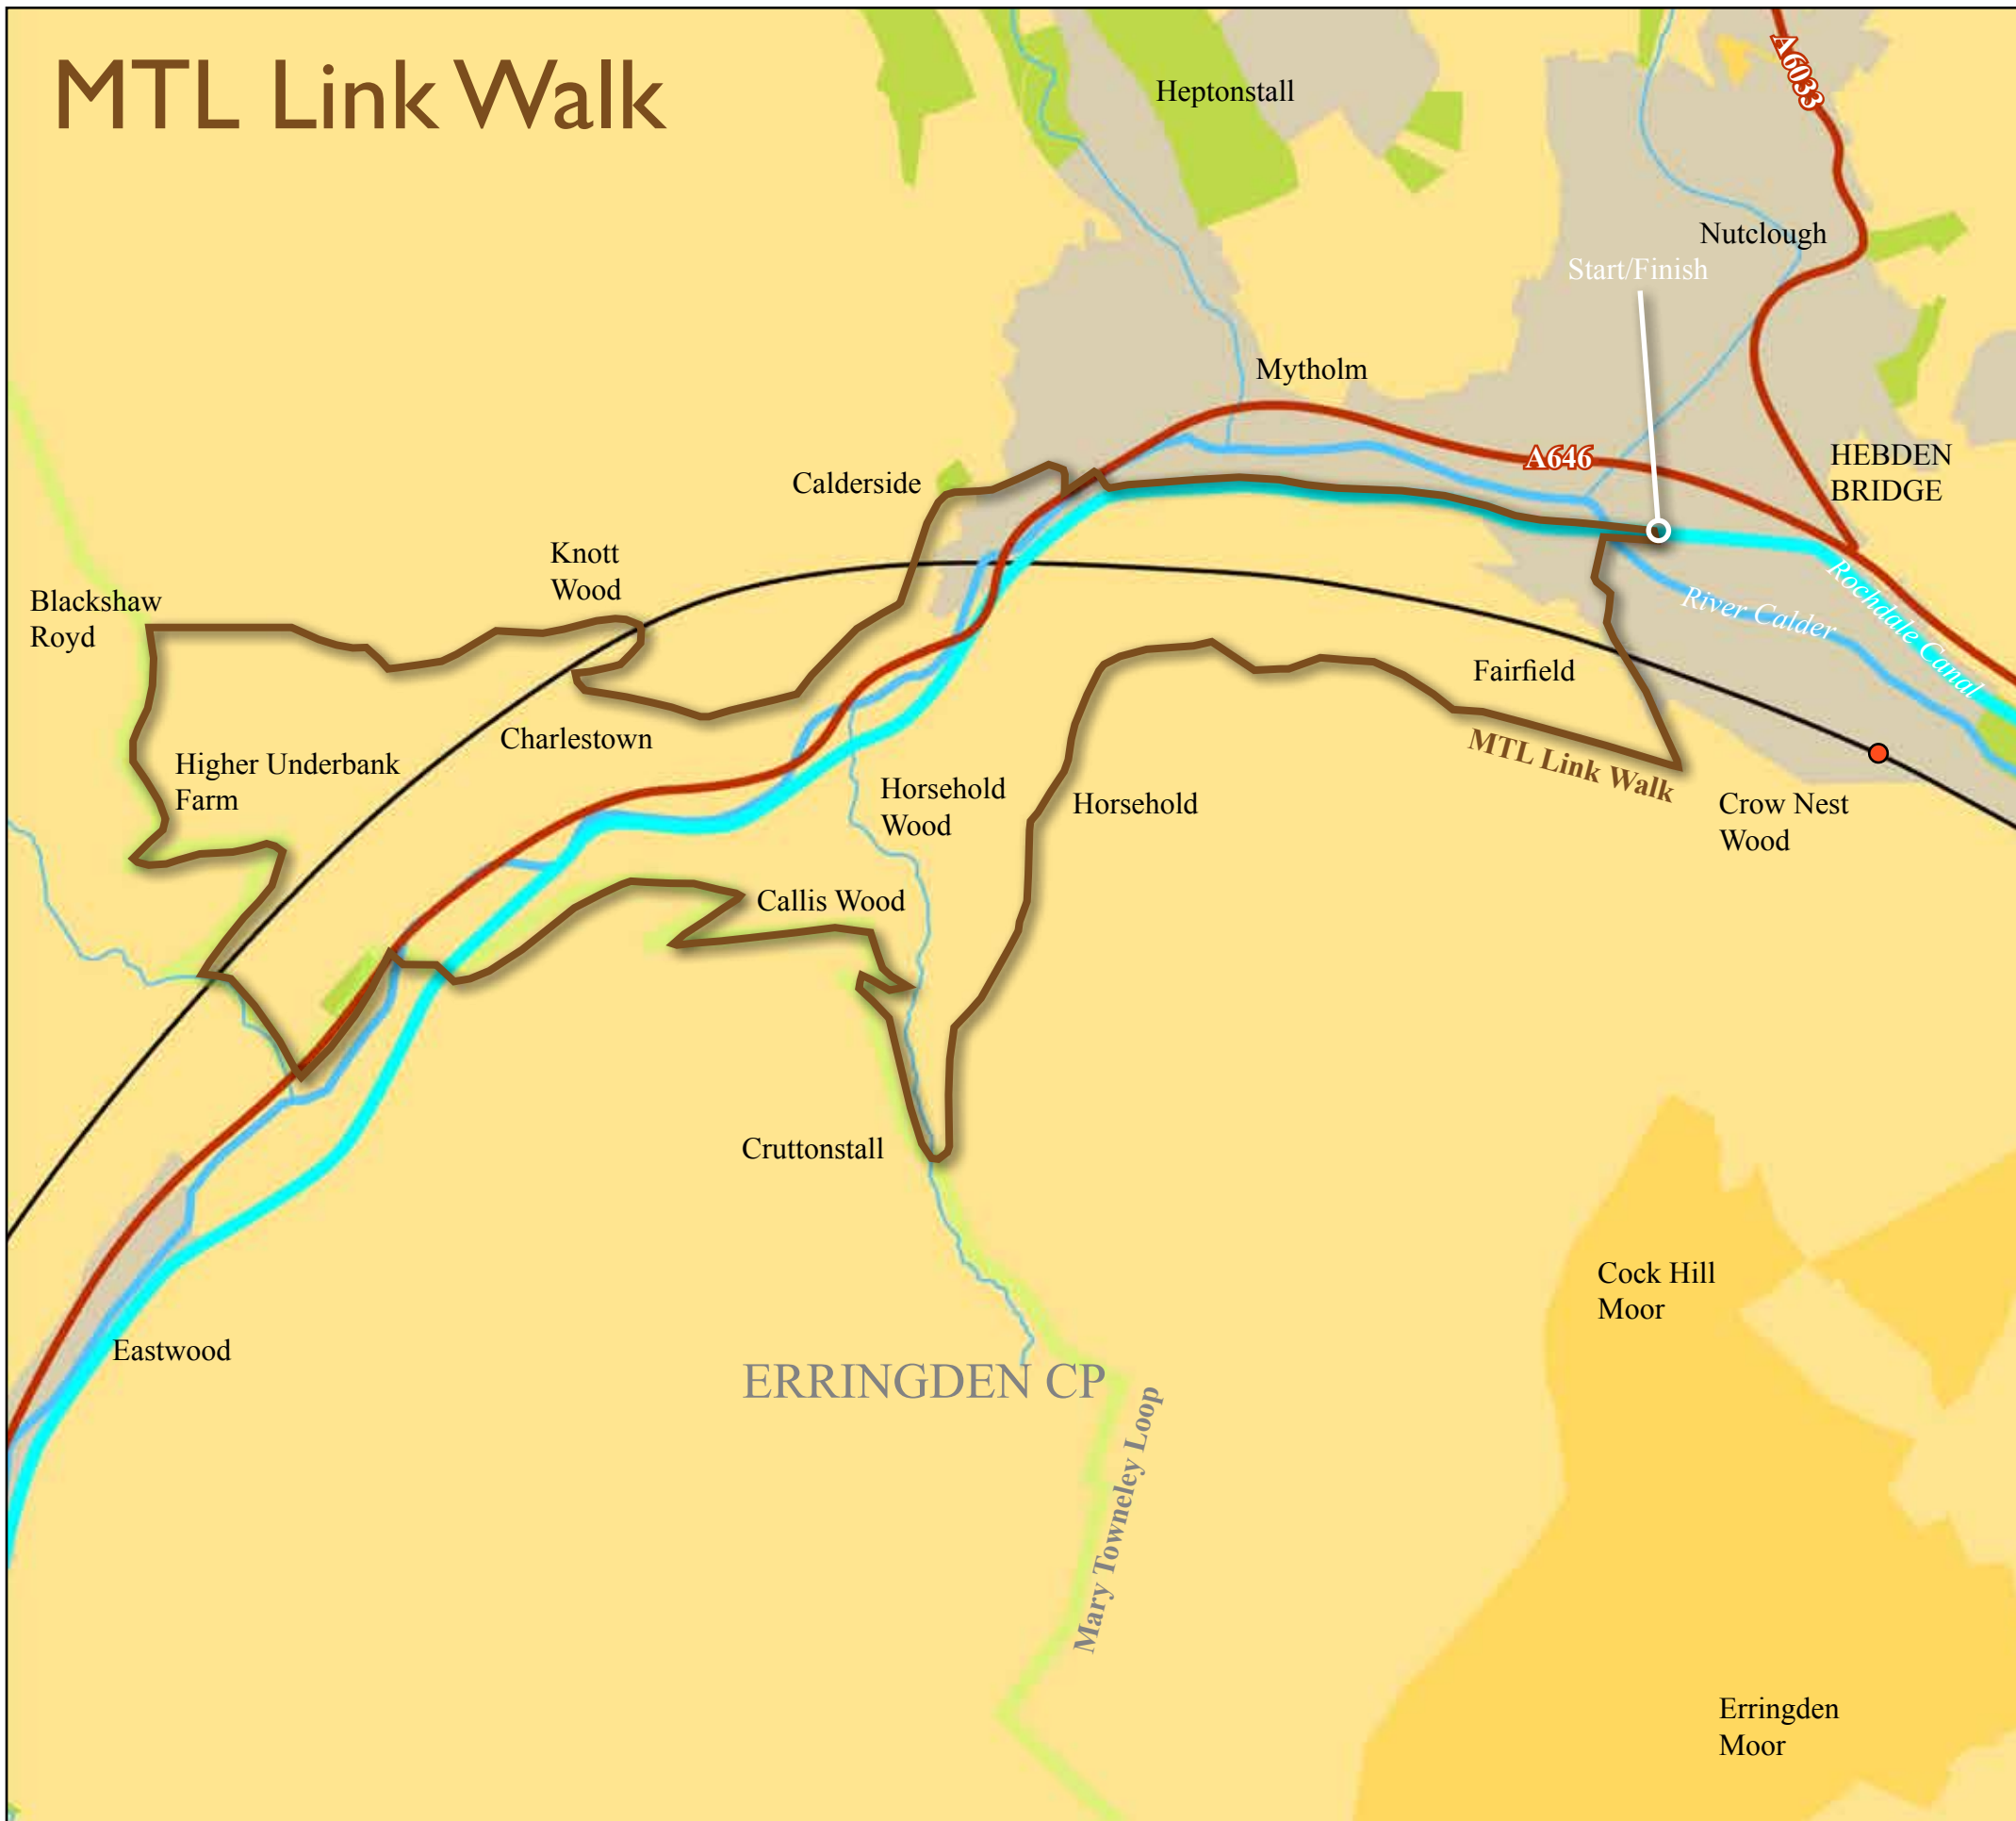 MTL Link Walk
Heptonstall
A6033
Nutclough
Start/Finish
Mytholm
A646
HEBDEN
BRIDGE
Calderside
Knott
Wood
Blackshaw
Royd
River Calder
Rochdale Canal
Fairfield
Charlestown
MTL Link Walk
Higher Underbank
Farm
Horsehold
Wood
Horsehold
Crow Nest
Wood
Callis Wood
Cruttonstall
Cock Hill
Moor
Eastwood
ERRINGDEN CP
Mary Towneley Loop
Erringden
Moor